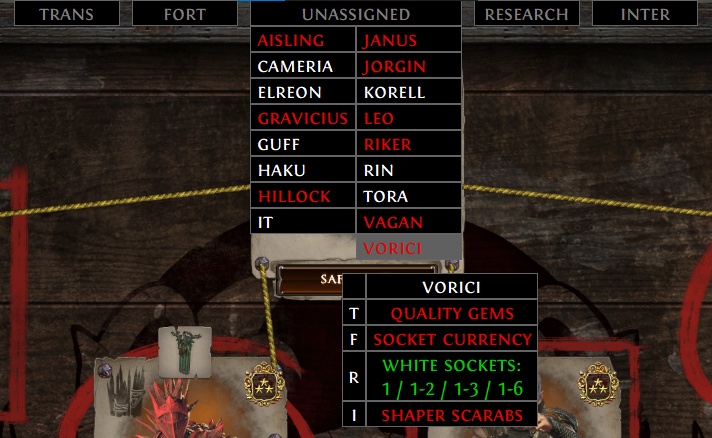 TRANS FORT UNASSIGNED RESEARCH INTER
AISLING JANUS
CAMERIA JORGIN
ELREON KORELL
GRAVICIUS LEO
GUFF RIKER
HAKU RIN
HILLOCK TORA
IT VAGAN
VORICI
VORICI
T QUALITY GEMS
F SOCKET CURRENCY
R WHITE SOCKETS:
1 / 1-2 / 1-3 / 1-6
I SHAPER SCARABS